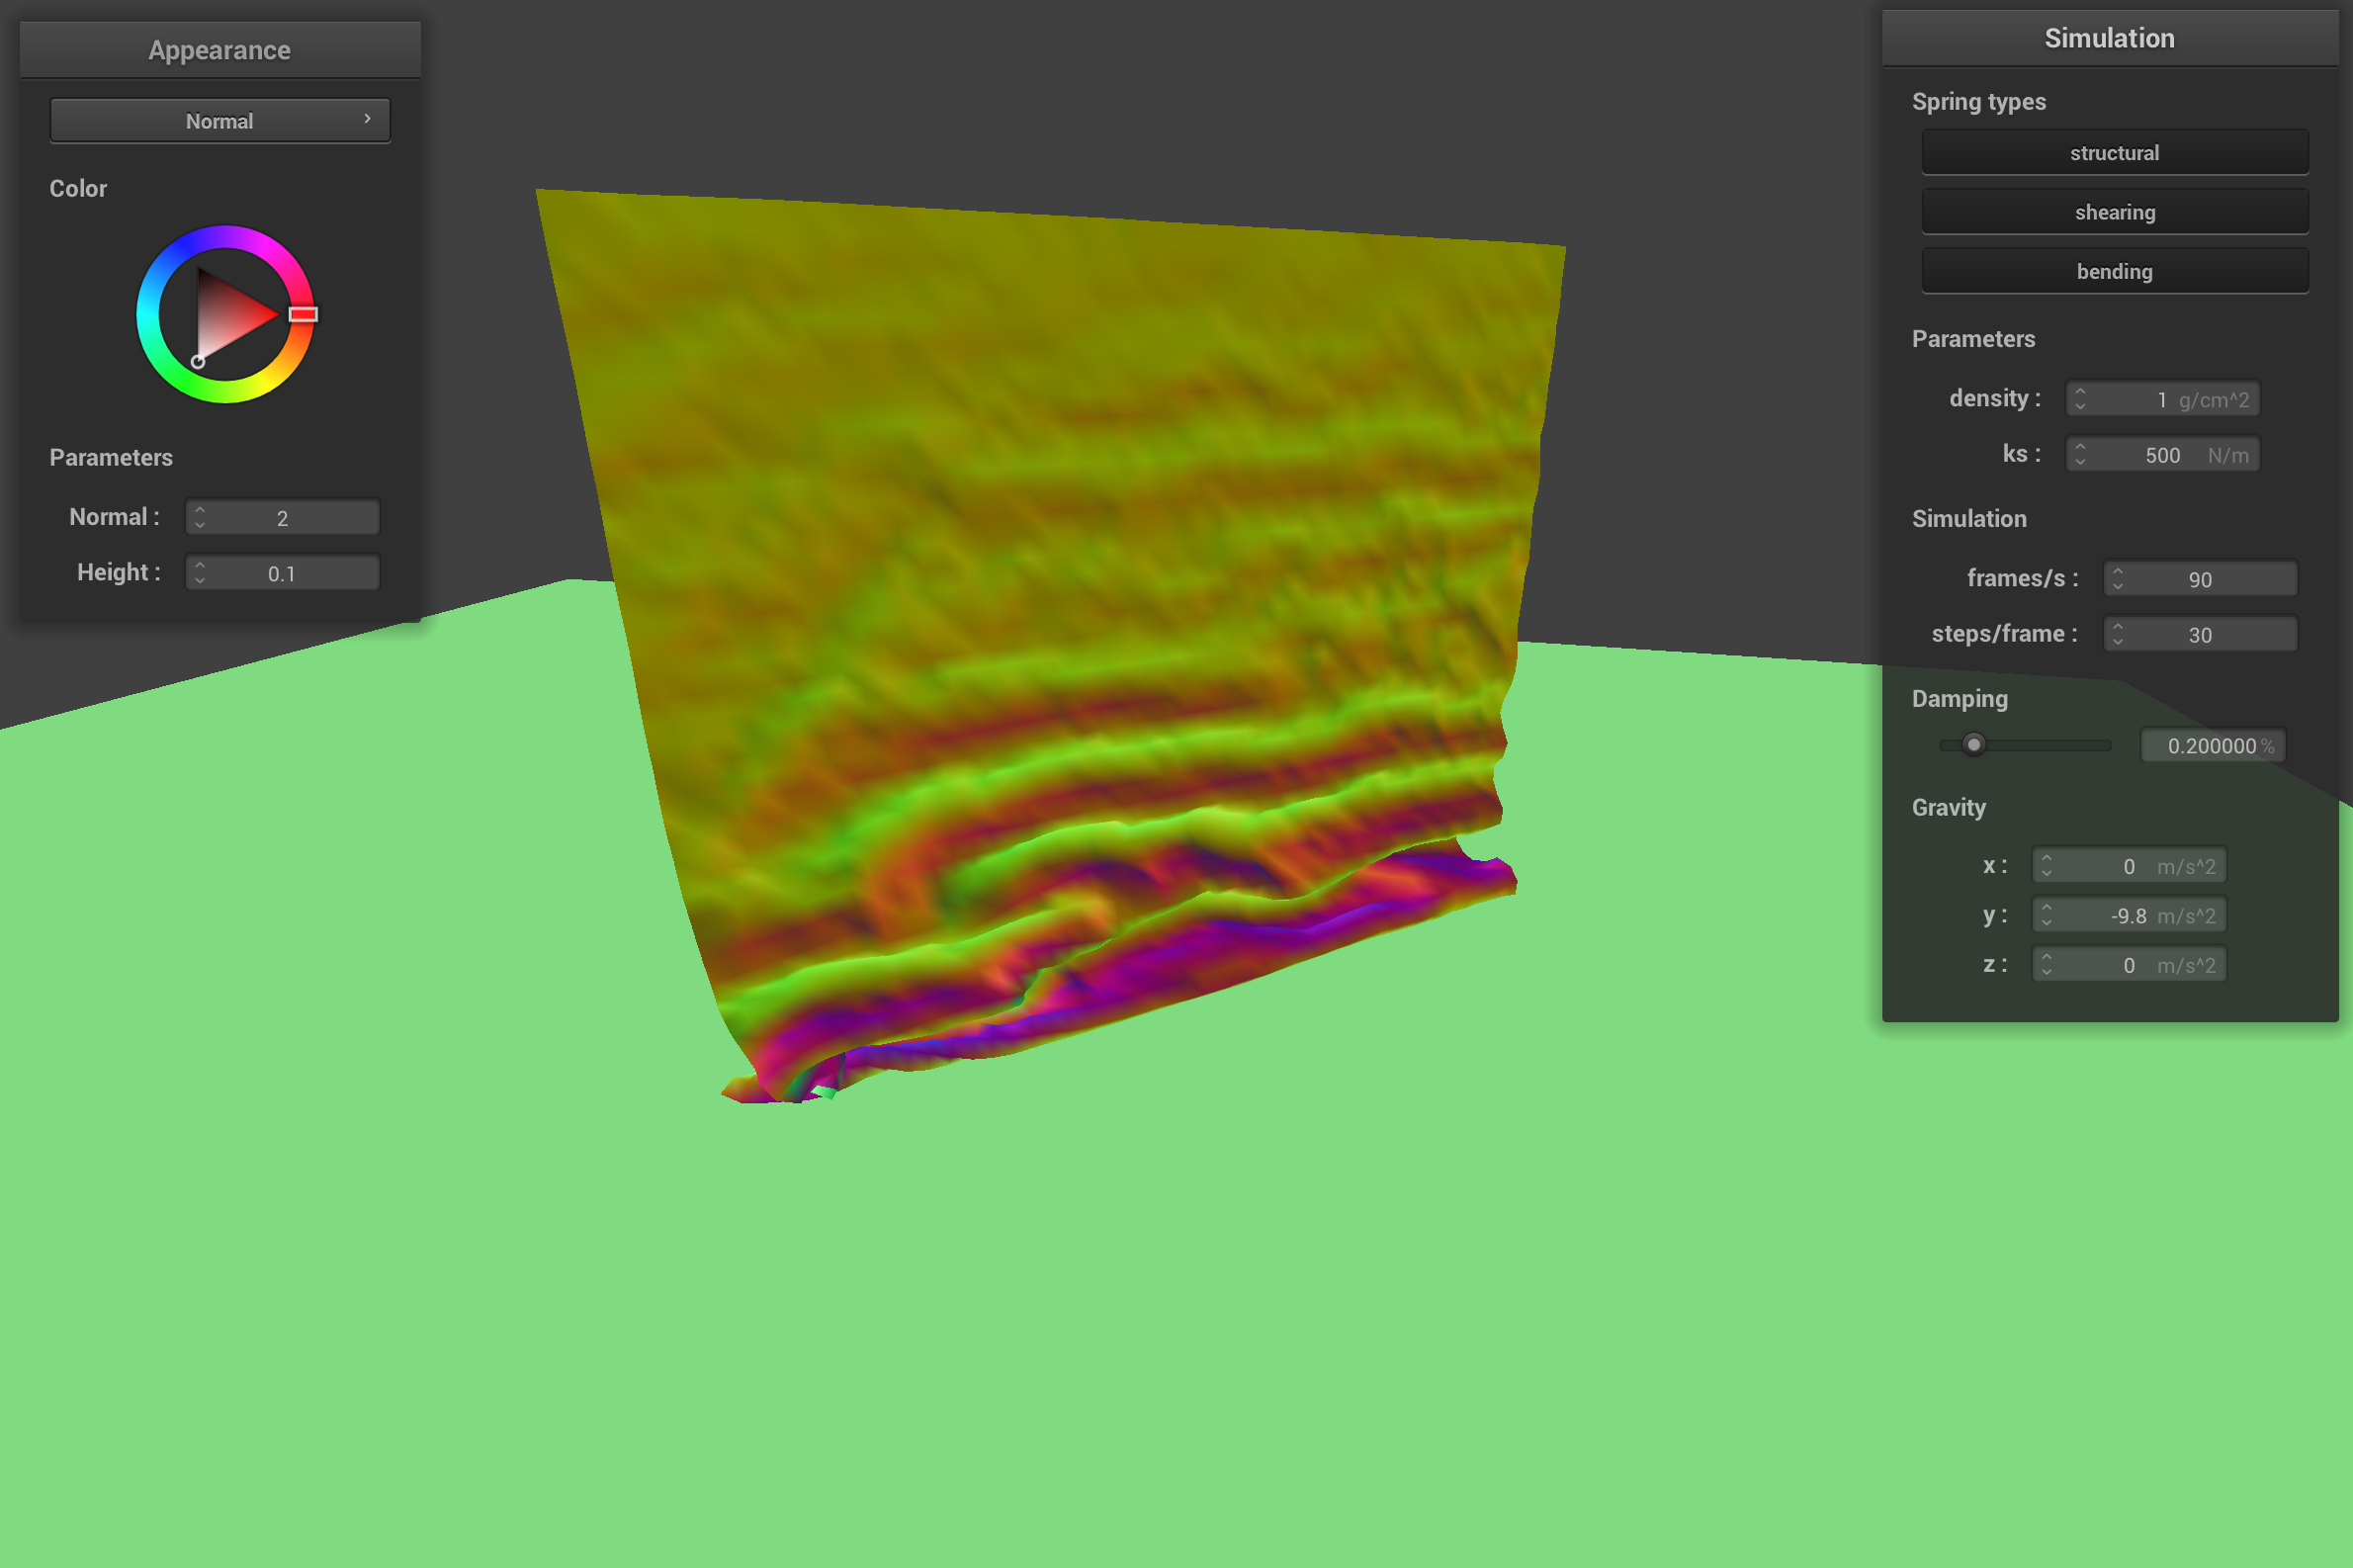 Appearance
Normal
Color
Parameters
Normal : 2
Height : 0.1
Simulation
Spring types
structural
shearing
bending
Parameters
density : 1 g/cm^2
ks : 500 N/m
Simulation
frames/s : 90
steps/frame : 30
Damping
0.200000 %
Gravity
x : 0 m/s^2
y : -9.8 m/s^2
z : 0 m/s^2